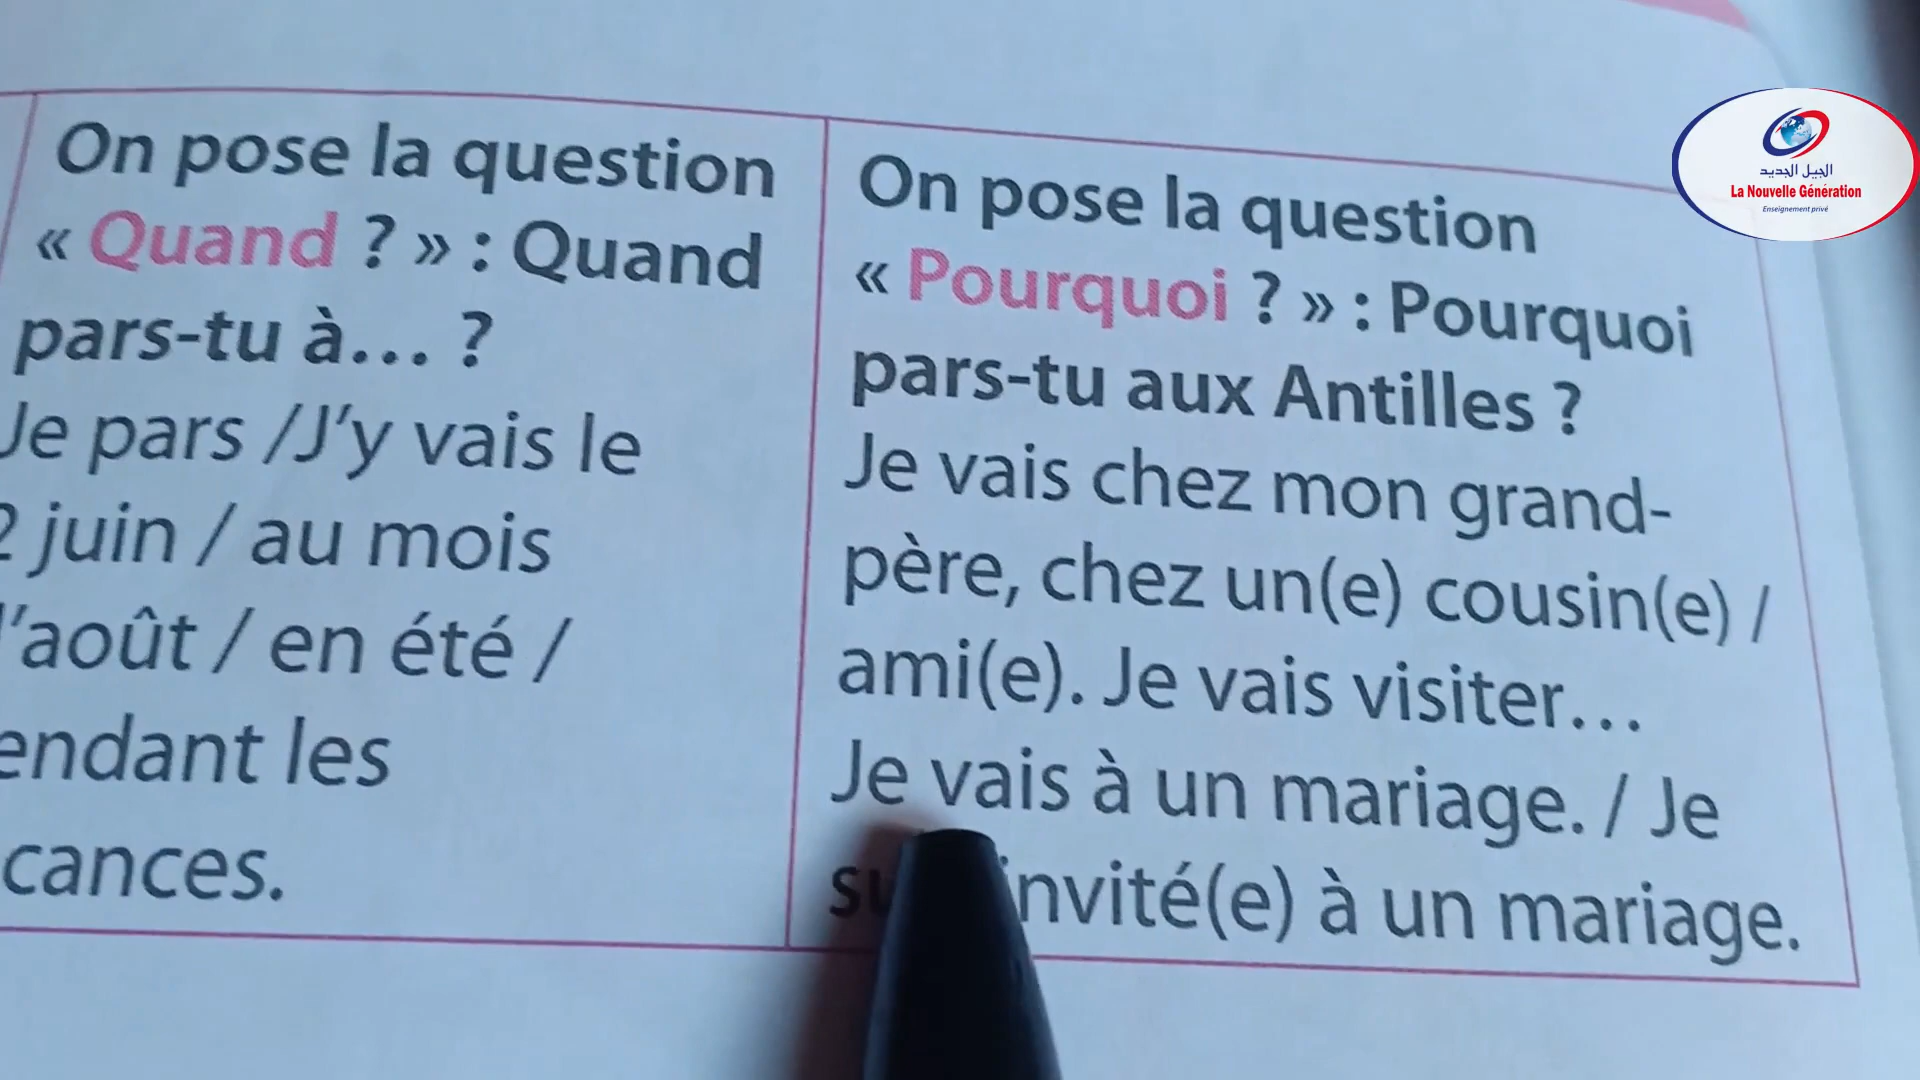 On pose la question
« Quand ? » : Quand
pars-tu à… ?
Je pars /J'y vais le
2 juin / au mois
d'août / en été /
endant les
cances.
On pose la question
« Pourquoi ? » : Pourquoi
pars-tu aux Antilles ?
Je vais chez mon grand-
père, chez un(e) cousin(e) /
ami(e). Je vais visiter…
Je vais à un mariage. / Je
invité(e) à un mariage.
الجيل الجديد
La Nouvelle Génération
Enseignement privé